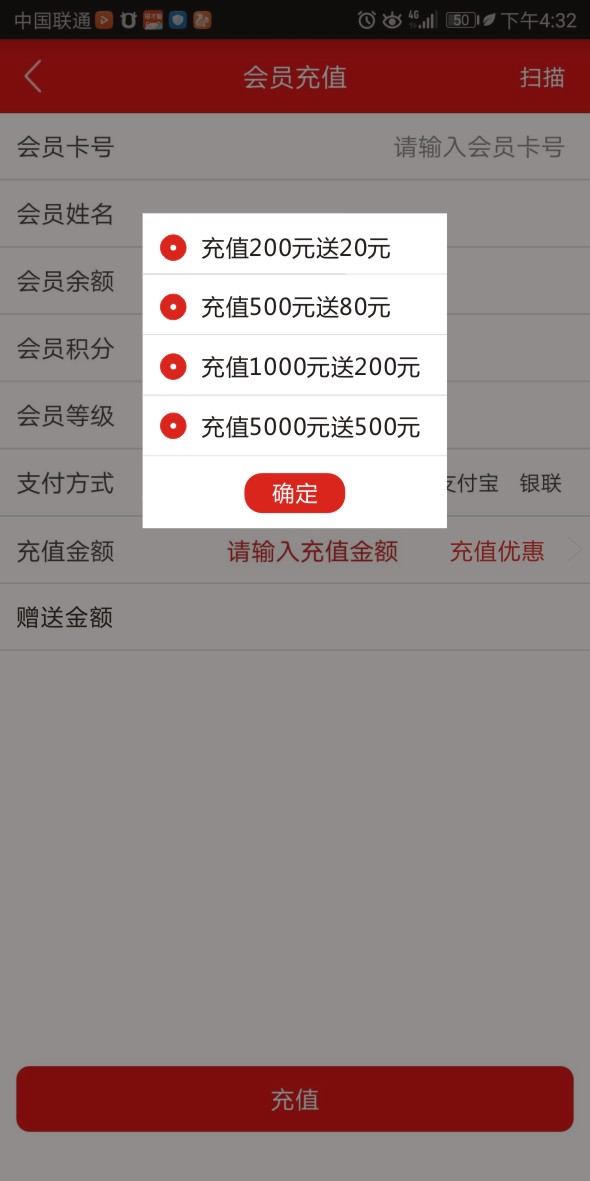 中国联通 4G 50 下午4:32
会员充值 扫描
会员卡号 请输入会员卡号
会员姓名
会员余额
会员积分
会员等级
支付方式 支付宝 银联
充值金额 请输入充值金额 充值优惠
赠送金额
充值200元送20元
充值500元送80元
充值1000元送200元
充值5000元送500元
确定
充值